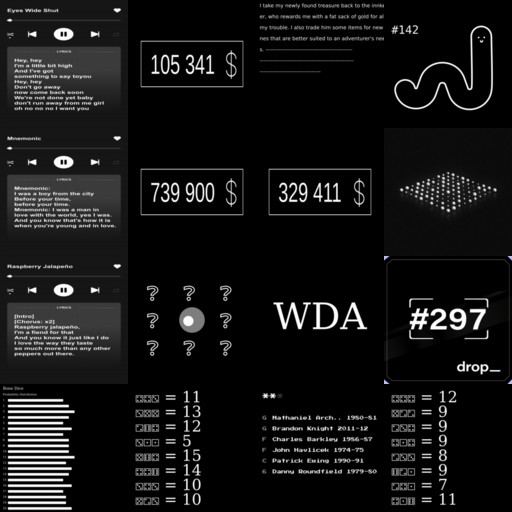 Eyes Wide Shut
LYRICS
Hey, hey
I'm a little bit high
And I've got
something to say toyou
Hey, hey
Don't go away
now come back soon
We're not done yet baby
don't run away from me girl
oh no no no I want you
105 341 $
I take my newly found treasure back to the innke
er, who rewards me with a fat sack of gold for al
my trouble. I also trade him some items for new
nes that are better suited to an adventurer's nee
s.
#142
Mnemonic
LYRICS
Mnemonic:
I was a boy from the city
Before your time,
before your time.
Mnemonic: I was a man in
love with the world, yes I was.
And you know that's how it is
when you're young and in love.
739 900 $
329 411 $
Raspberry Jalapeño
LYRICS
[Intro]
[Chorus: x2]
Raspberry jalapeño,
I'm a fiend for that
And you know it just like I do
I love the way they taste
so much more than any other
peppers out there.
? ? ?
? ?
? ? ?
WDA
#297
drop_
Base Dice
= 11
= 13
= 12
= 5
= 15
= 14
= 10
= 10
**
G Nathaniel Arch.. 1980-81
G Brandon Knight 2011-12
F Charles Barkley 1986-87
F John Havlicek 1974-75
C Patrick Ewing 1990-91
G Danny Roundfield 1979-80
= 12
= 9
= 9
= 9
= 8
= 9
= 7
= 11